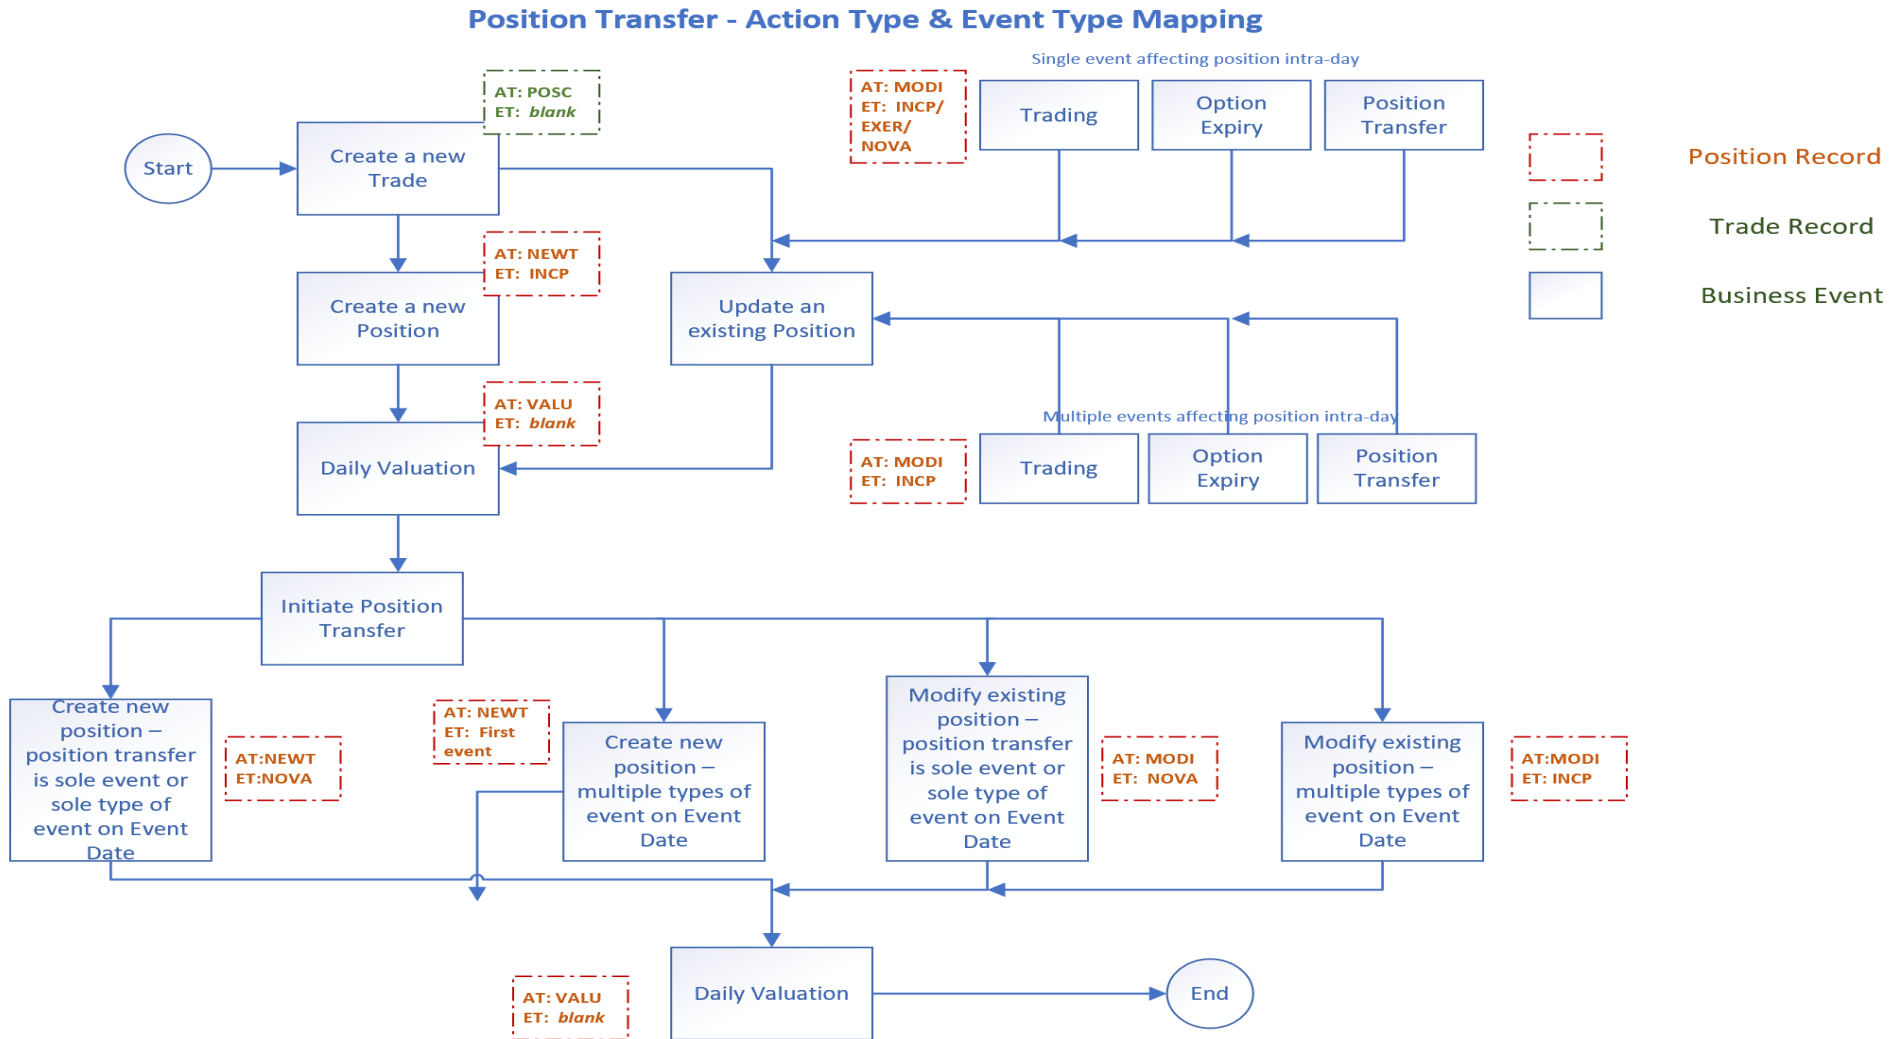 Position Transfer - Action Type & Event Type Mapping
Single event affecting position intra-day
AT: POSC
ET: blank
AT: MODI
ET: INCP/
EXER/
NOVA
Trading
Option
Expiry
Position
Transfer
Start
Create a new
Trade
Position Record
Trade Record
Business Event
AT: NEWT
ET: INCP
Create a new
Position
Update an
existing Position
AT: VALU
ET: blank
Daily Valuation
Multiple events affecting position intra-day
AT: MODI
ET: INCP
Trading
Option
Expiry
Position
Transfer
Initiate Position
Transfer
Create new
position –
position transfer
is sole event or
sole type of
event on Event
Date
AT:NEWT
ET:NOVA
AT: NEWT
ET: First
event
Create new
position –
multiple types of
event on Event
Date
Modify existing
position –
position transfer
is sole event or
sole type of
event on Event
Date
AT: MODI
ET: NOVA
Modify existing
position –
multiple types of
event on Event
Date
AT:MODI
ET: INCP
AT: VALU
ET: blank
Daily Valuation
End